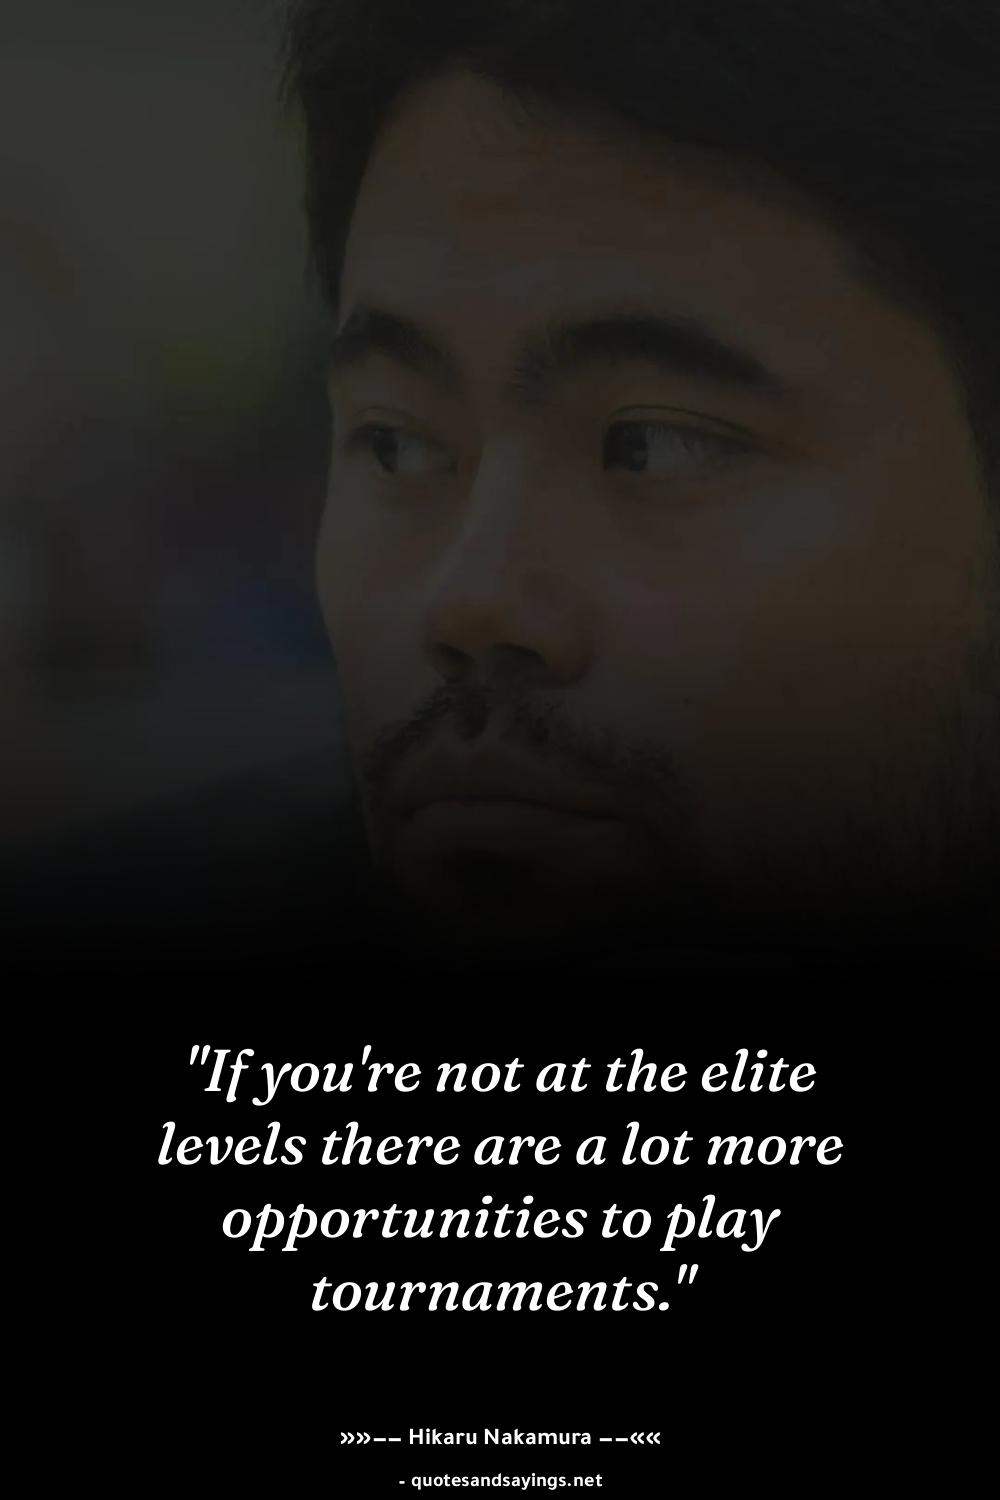 "If you're not at the elite
levels there are a lot more
opportunities to play
tournaments."
»»–– Hikaru Nakamura ––««
- quotesandsayings.net